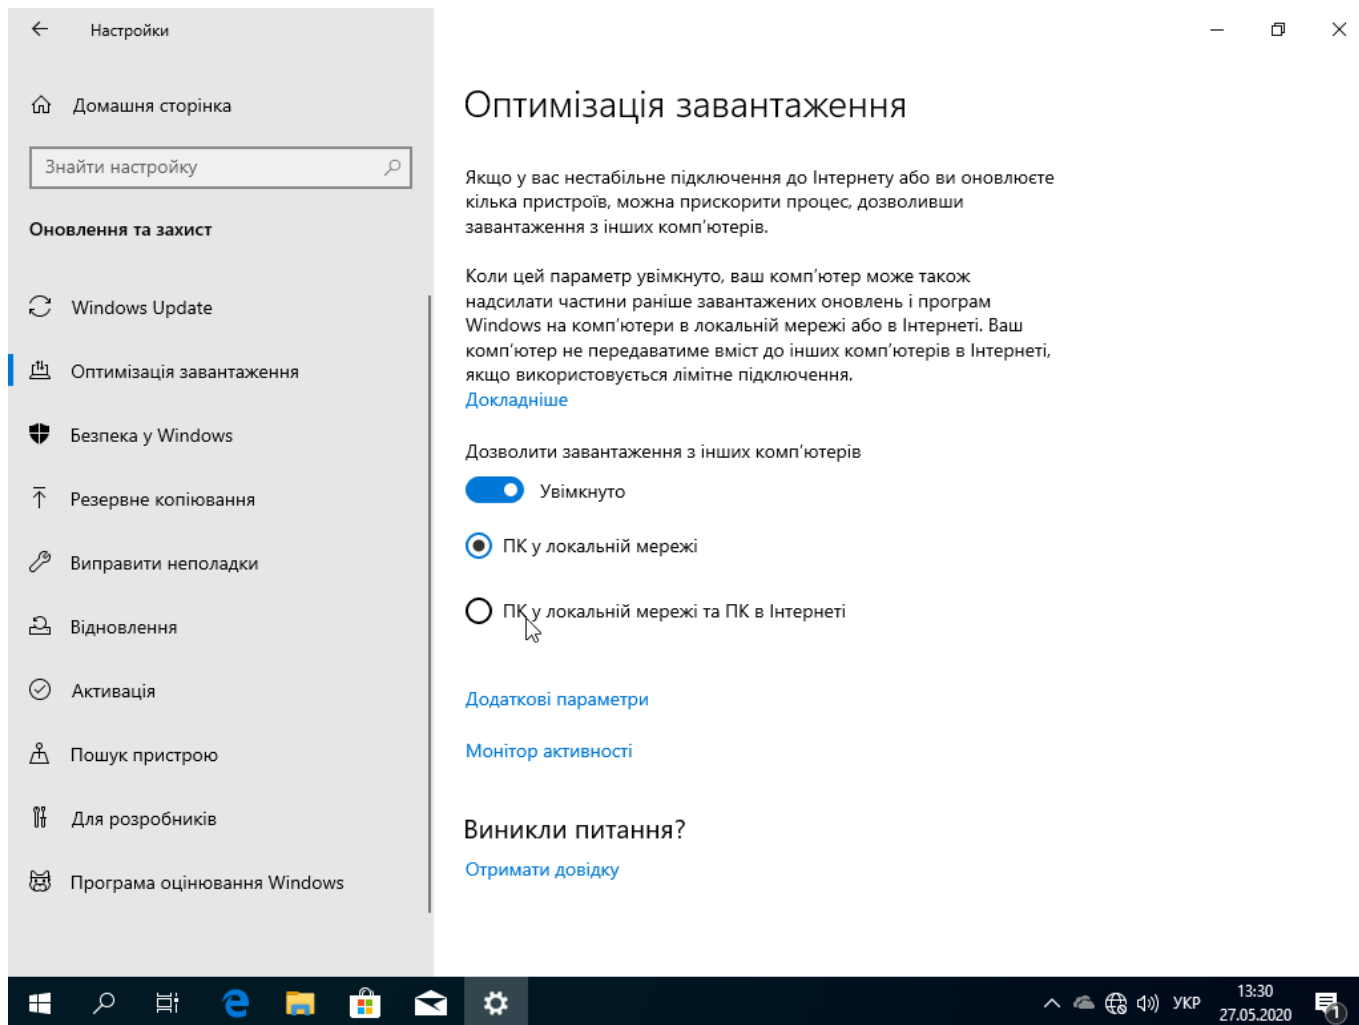 Настройки
Домашня сторінка
Знайти настройку
Оновлення та захист
Windows Update
Оптимізація завантаження
Безпека у Windows
Резервне копіювання
Виправити неполадки
Відновлення
Активація
Пошук пристрою
Для розробників
Програма оцінювання Windows
Оптимізація завантаження
Якщо у вас нестабільне підключення до Інтернету або ви оновлюєте
кілька пристроїв, можна прискорити процес, дозволивши
завантаження з інших комп'ютерів.
Коли цей параметр увімкнуто, ваш комп'ютер може також
надсилати частини раніше завантажених оновлень і програм
Windows на комп'ютери в локальній мережі або в Інтернеті. Ваш
комп'ютер не передаватиме вміст до інших комп'ютерів в Інтернеті,
якщо використовується лімітне підключення.
Докладніше
Дозволити завантаження з інших комп'ютерів
Увімкнуто
ПК у локальній мережі
ПК у локальній мережі та ПК в Інтернеті
Додаткові параметри
Монітор активності
Виникли питання?
Отримати довідку
УКР
13:30
27.05.2020
1